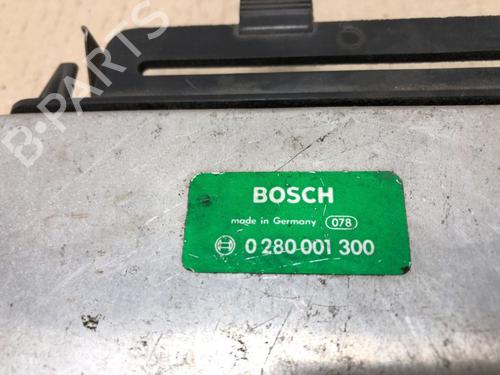 B-PARTS
BOSCH
made in Germany 078
0 280 001 300